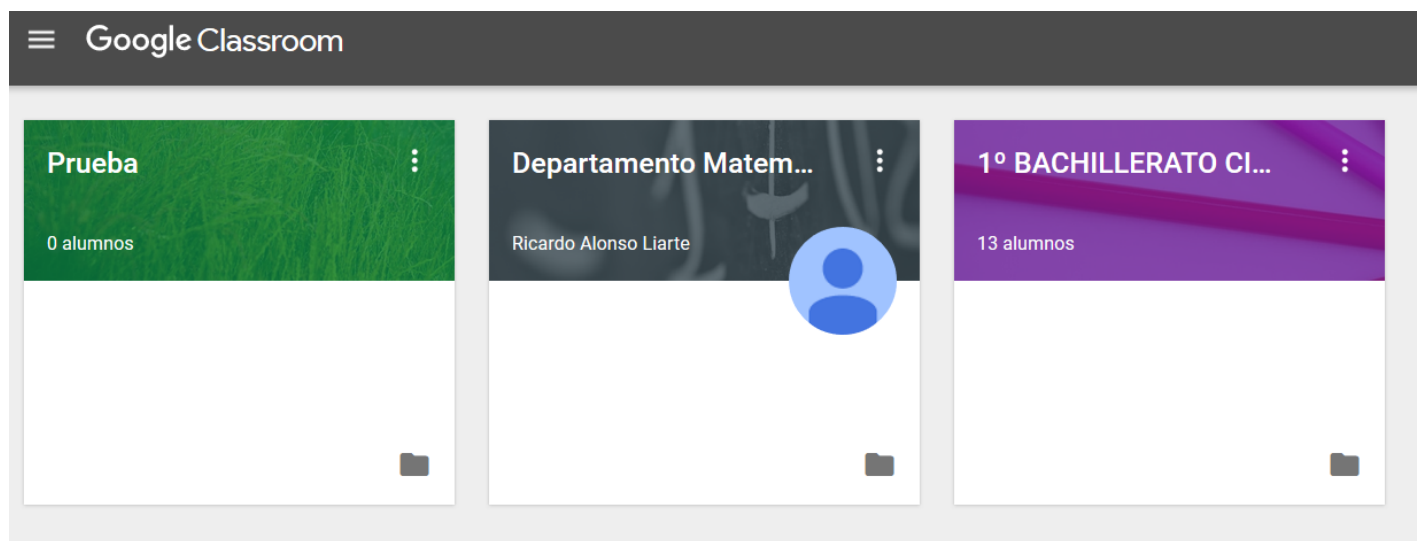 Google Classroom
Prueba
0 alumnos
Departamento Matem...
Ricardo Alonso Liarte
1º BACHILLERATO CI...
13 alumnos